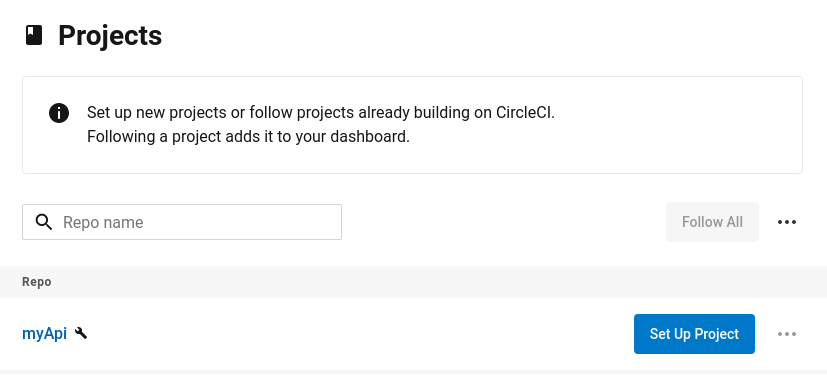 Projects
Set up new projects or follow projects already building on CircleCI.
Following a project adds it to your dashboard.
Repo name
Follow All
Repo
myApi
Set Up Project